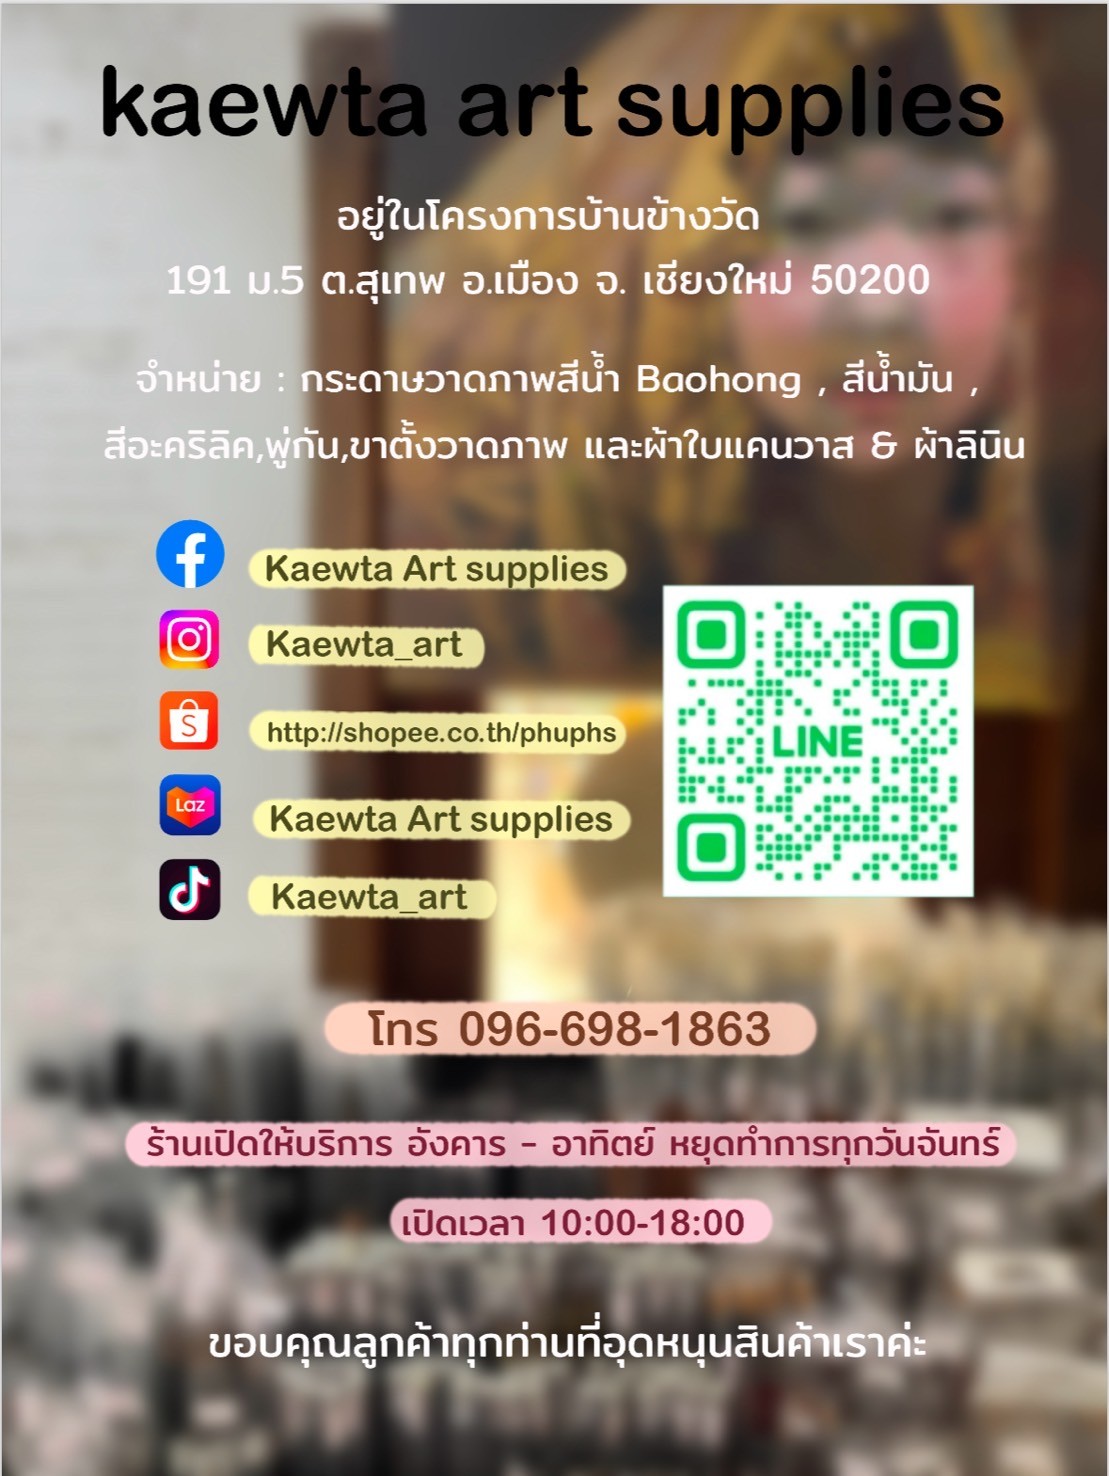 kaewta art supplies
อยู่ในโครงการบ้านข้างวัด
191 ม.5 ต.สุเทพ อ.เมือง จ. เชียงใหม่ 50200
จำหน่าย : กระดาษวาดภาพสีน้ำ Baohong , สีน้ำมัน ,
สีอะคริลิค,พู่กัน,ขาตั้งวาดภาพ และผ้าใบแคนวาส & ผ้าลินิน
Kaewta Art supplies
Kaewta_art
http://shopee.co.th/phuphs
Laz
Kaewta Art supplies
Kaewta_art
LINE
โทร 096-698-1863
ร้านเปิดให้บริการ อังคาร - อาทิตย์ หยุดทำการทุกวันจันทร์
เปิดเวลา 10:00-18:00
ขอบคุณลูกค้าทุกท่านที่อุดหนุนสินค้าเราค่ะ